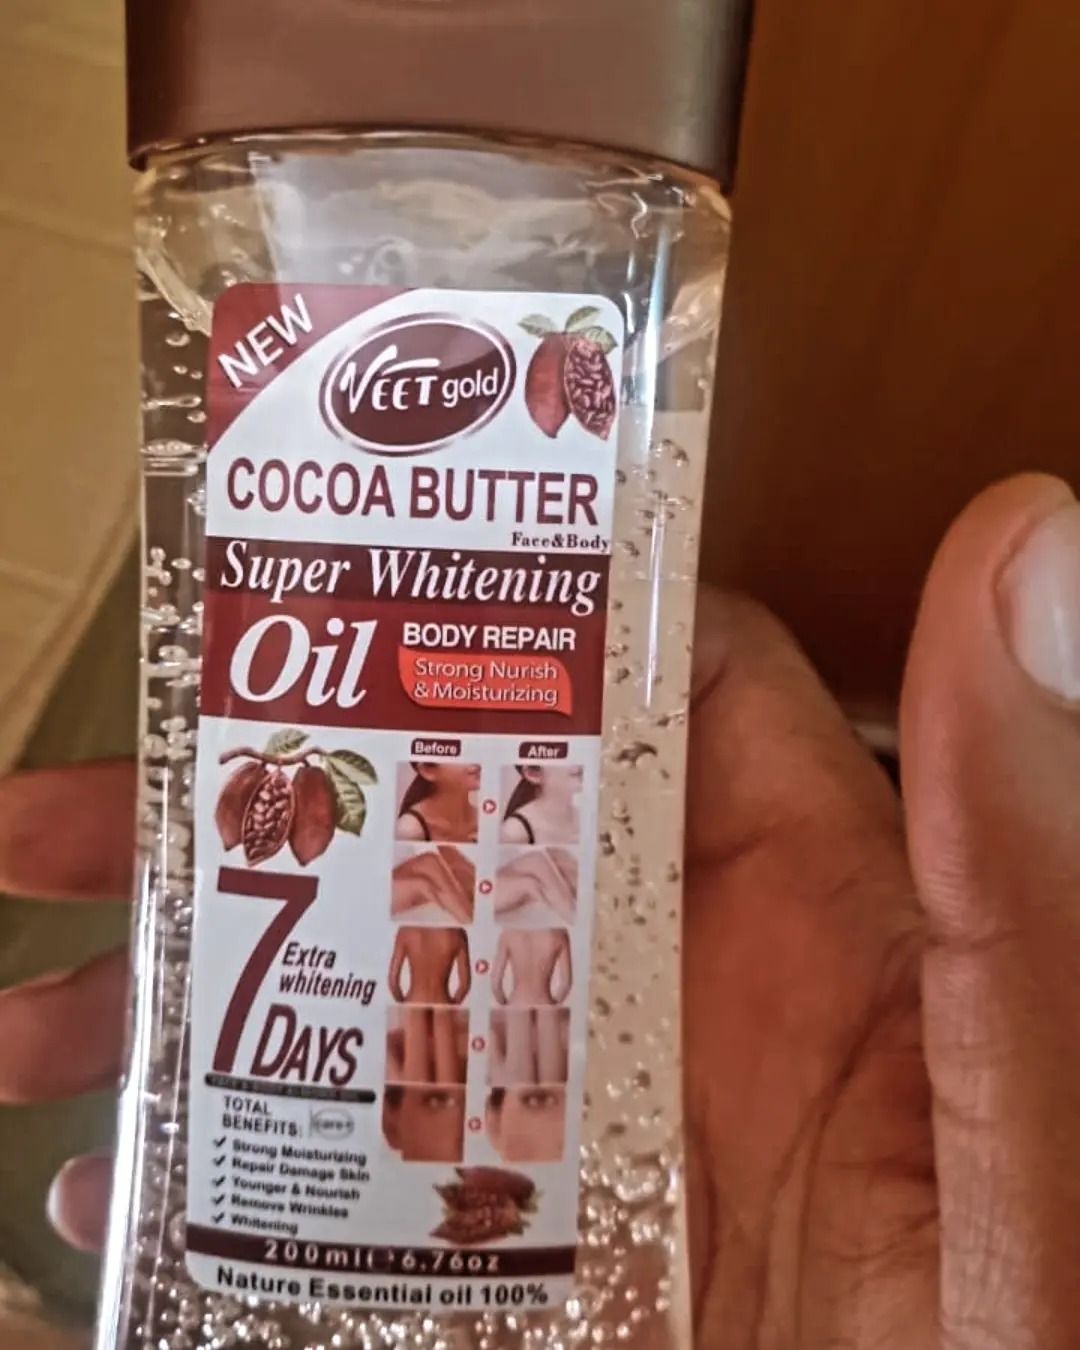 NEW
VEET gold
COCOA BUTTER
Face&Body
Super Whitening
Oil
BODY REPAIR
Strong Nurish
& Moisturizing
Before
After
7
Extra
whitening
DAYS
TOTAL
BENEFITS:
Strong Moisturizing
Repair Damage Skin
Younger & Nourish
Remove Wrinkles
Whitening
200ml 6.76oz
Nature Essential oil 100%